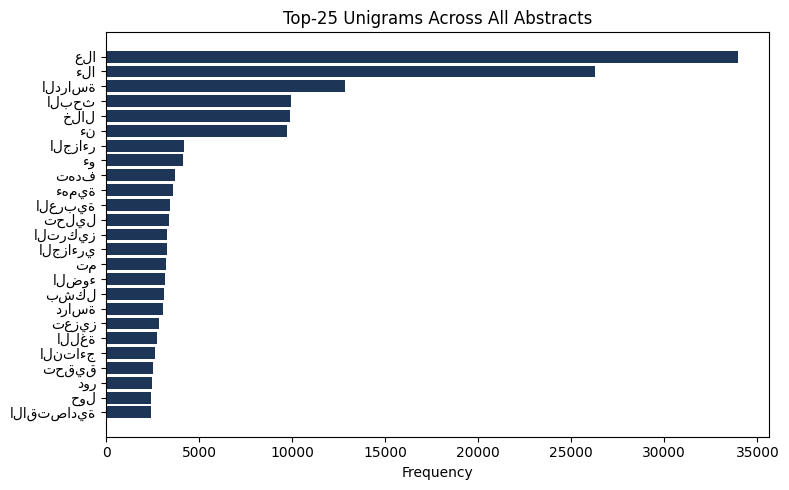 Top-25 Unigrams Across All Abstracts
علا
ءلا
الدراسة
البحث
خلال
ءن
الجزاءر
ءو
تهدف
ءهمية
العربية
تحليل
التركيز
الجزاءري
تم
الضوء
بشكل
دراسة
تعزيز
اللغة
النتاءج
تحقيق
دور
حول
الاقتصادية
0 5000 10000 15000 20000 25000 30000 35000
Frequency